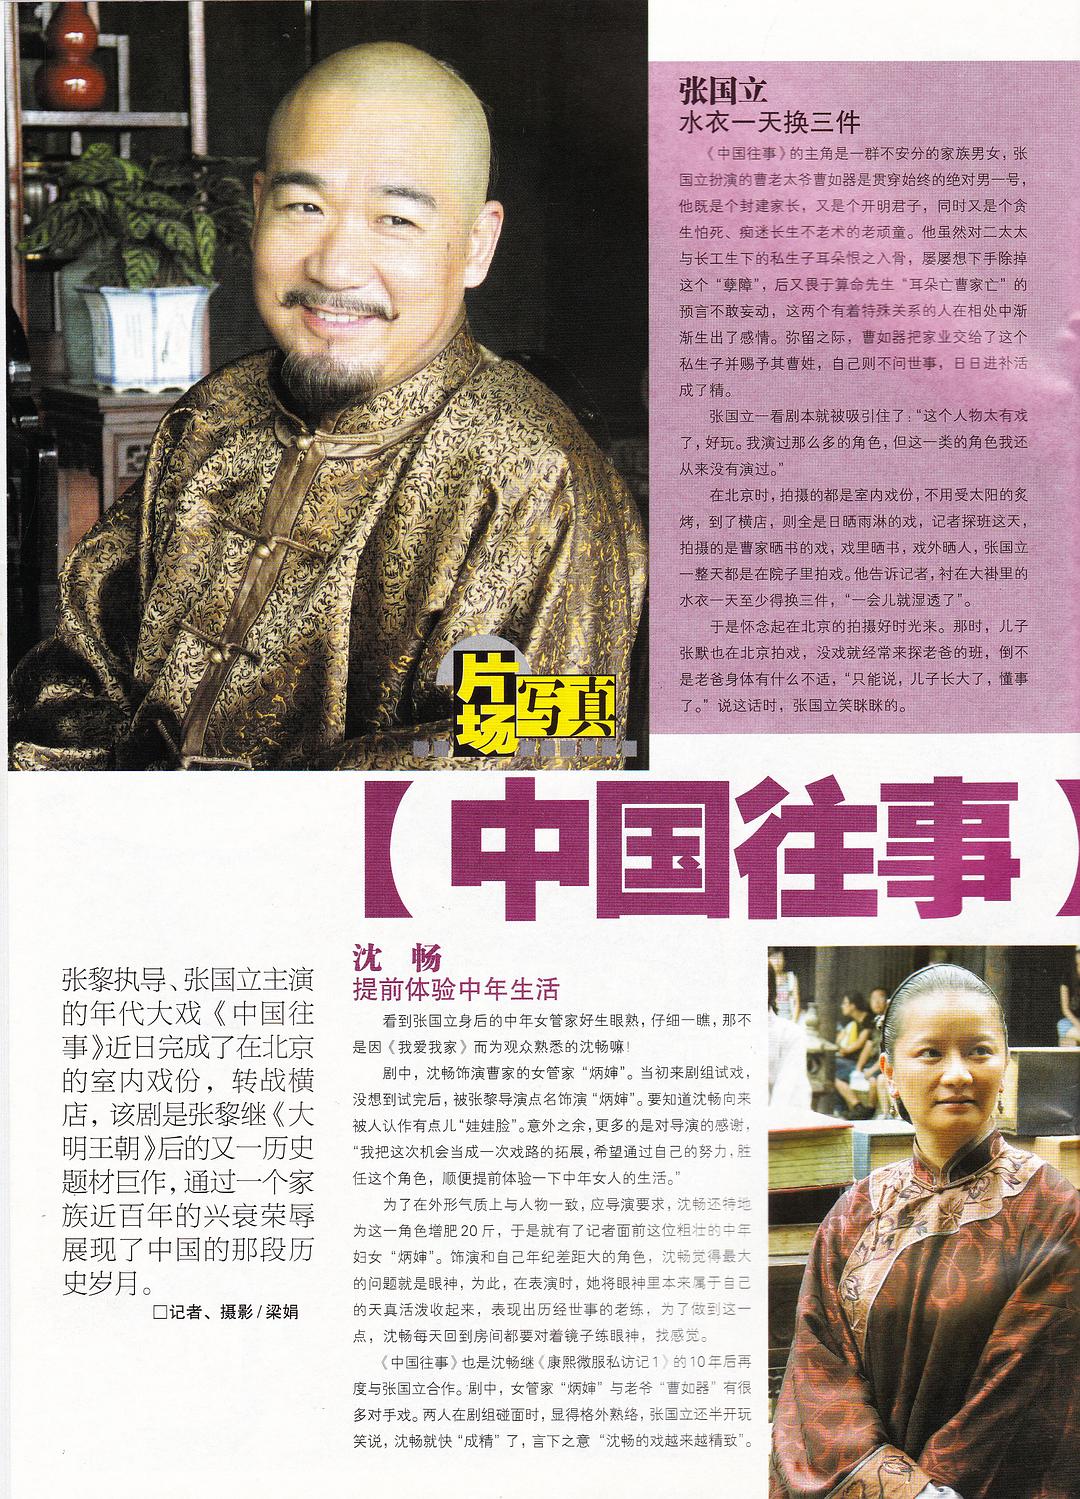 张国立
水衣一天换三件
《中国往事》的主角是一群不安分的家族男女，张
国立扮演的曹老太爷曹如器是贯穿始终的绝对男一号，
他既是个封建家长，又是个开明君子，同时又是个贪
生怕死、痴迷长生不老术的老顽童。他虽然对二太太
与长工生下的私生子耳朵恨之入骨，屡屡想下手除掉
这个“孽障”，后又畏于算命先生“耳朵亡曹家亡”的
预言不敢妄动，这两个有着特殊关系的人在相处中渐
渐生出了感情。弥留之际，曹如器把家业交给了这个
私生子并赐予其曹姓，自己则不问世事，日日进补活
成了精。
张国立一看剧本就被吸引住了：“这个人物太有戏
了，好玩。我演过那么多的角色，但这一类的角色我还
从来没有演过。”
在北京时，拍摄的都是室内戏份，不用受太阳的炙
烤，到了横店，则全是日晒雨淋的戏，记者探班这天，
拍摄的是曹家晒书的戏，戏里晒书，戏外晒人，张国立
一整天都是在院子里拍戏。他告诉记者，衬在大褂里的
水衣一天至少得换三件，“一会儿就湿透了”。
于是怀念起在北京的拍摄好时光来。那时，儿子
张默也在北京拍戏，没戏就经常来探老爸的班，倒不
是老爸身体有什么不适，“只能说，儿子长大了，懂事
了。”说这话时，张国立笑眯眯的。
片场写真
【中国往事】
张黎执导、张国立主演
的年代大戏《中国往
事》近日完成了在北京
的室内戏份，转战横
店，该剧是张黎继《大
明王朝》后的又一历史
题材巨作，通过一个家
族近百年的兴衰荣辱
展现了中国的那段历
史岁月。
□记者、摄影/梁娟
沈 畅
提前体验中年生活
看到张国立身后的中年女管家好生眼熟，仔细一瞧，那不
是因《我爱我家》而为观众熟悉的沈畅嘛！
剧中，沈畅饰演曹家的女管家“炳婶”。当初来剧组试戏，
没想到试完后，被张黎导演点名饰演“炳婶”。要知道沈畅向来
被人认作有点儿“娃娃脸”。意外之余，更多的是对导演的感谢，
“我把这次机会当成一次戏路的拓展，希望通过自己的努力，胜
任这个角色，顺便提前体验一下中年女人的生活。”
为了在外形气质上与人物一致，应导演要求，沈畅还特地
为这一角色增肥20斤，于是就有了记者面前这位粗壮的中年
妇女“炳婶”。饰演和自己年纪差距大的角色，沈畅觉得最大
的问题就是眼神，为此，在表演时，她将眼神里本来属于自己
的天真活泼收起来，表现出历经世事的老练，为了做到这一
点，沈畅每天回到房间都要对着镜子练眼神，找感觉。
《中国往事》也是沈畅继《康熙微服私访记1》的10年后再
度与张国立合作。剧中，女管家“炳婶”与老爷“曹如器”有很
多对手戏。两人在剧组碰面时，显得格外熟络，张国立还半开玩
笑说，沈畅就快“成精”了，言下之意“沈畅的戏越来越精致”。